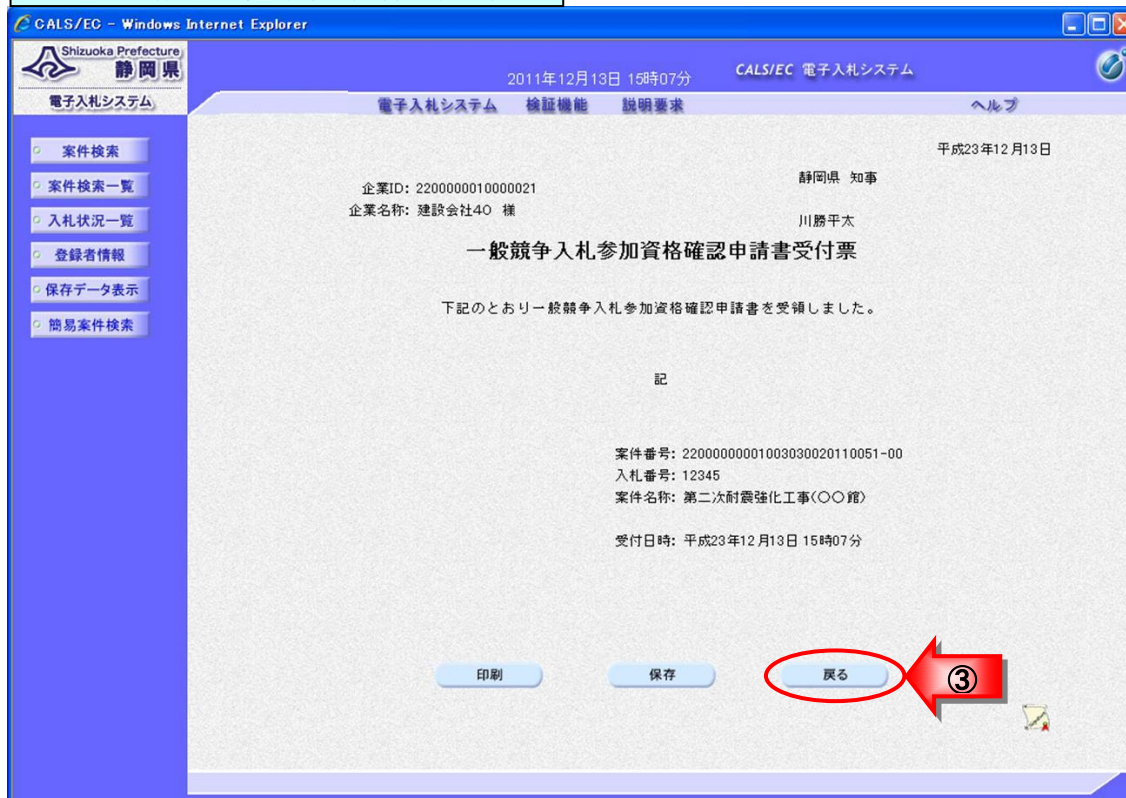 CALS/EC - Windows Internet Explorer
Shizuoka Prefecture
静岡県
電子入札システム
2011年12月13日 15時07分
CALS/EC 電子入札システム
電子入札システム 検証機能 説明要求 ヘルプ
案件検索
案件検索一覧
入札状況一覧
登録者情報
保存データ表示
簡易案件検索
平成23年12月13日
静岡県 知事
企業ID: 2200000010000021
企業名称: 建設会社40 様
川勝平太
一般競争入札参加資格確認申請書受付票
下記のとおり一般競争入札参加資格確認申請書を受領しました。
記
案件番号: 22000000001003030020110051-00
入札番号: 12345
案件名称: 第二次耐震強化工事(〇〇館)
受付日時: 平成23年12月13日 15時07分
印刷 保存 戻る
③